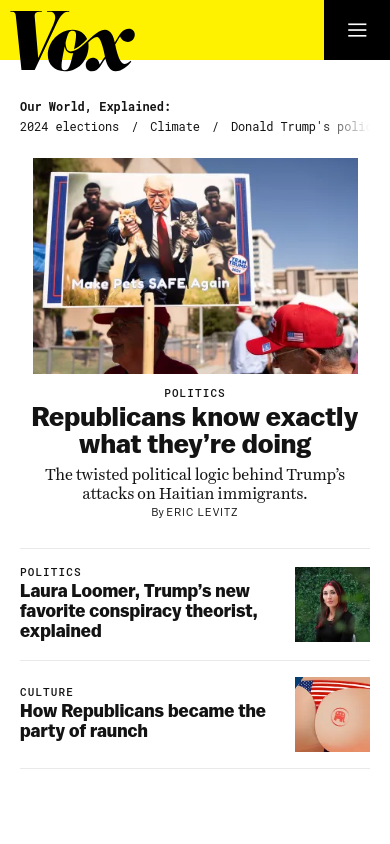 Vox
Our World, Explained:
2024 elections / Climate / Donald Trump's
Make Pets SAFE Again
TEAM TRUMP
POLITICS
Republicans know exactly
what they're doing
The twisted political logic behind Trump's
attacks on Haitian immigrants.
By ERIC LEVITZ
POLITICS
Laura Loomer, Trump's new
favorite conspiracy theorist,
explained
CULTURE
How Republicans became the
party of raunch